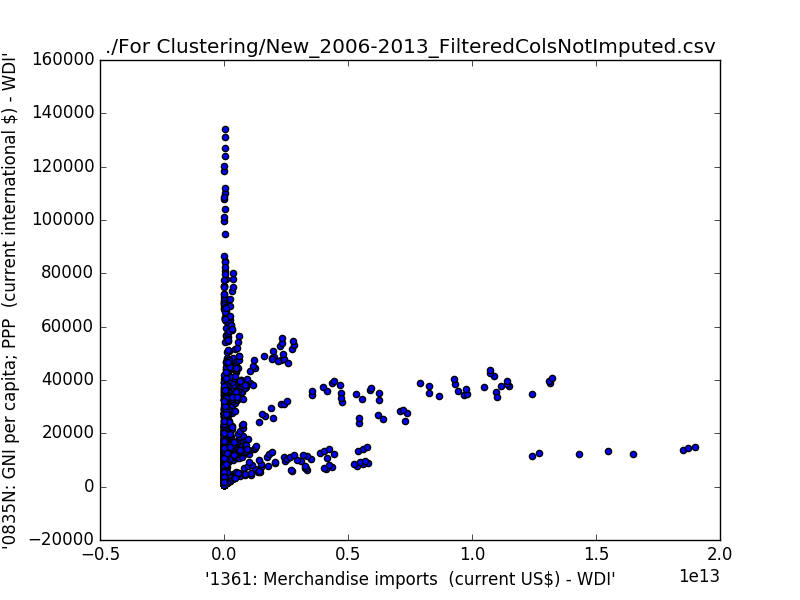 ./For Clustering/New_2006-2013_FilteredColsNotImputed.csv
'0835N: GNI per capita; PPP  (current international $) - WDI'
160000
140000
120000
100000
80000
60000
40000
20000
0
−20000
−0.5 0.0 0.5 1.0 1.5 2.0
1e13
'1361: Merchandise imports  (current US$) - WDI'